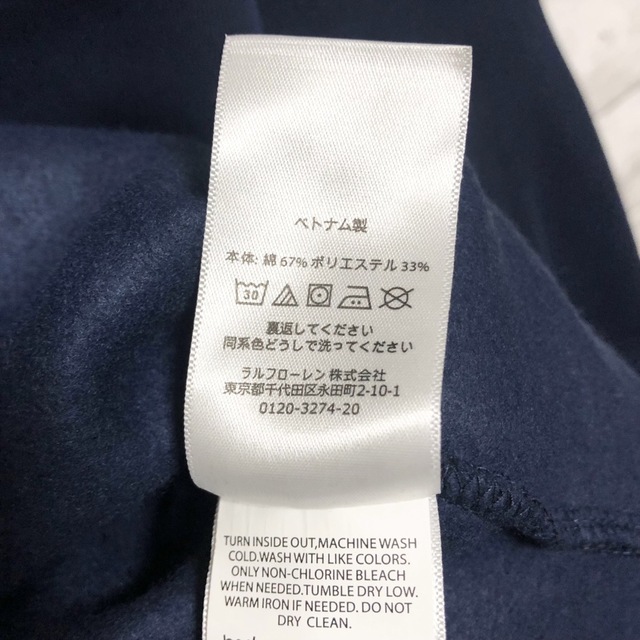 ベトナム製
本体: 綿 67% ポリエステル 33%
30
裏返してください
同系色どうしで洗ってください
ラルフローレン株式会社
東京都千代田区永田町2-10-1
0120-3274-20
TURN INSIDE OUT,MACHINE WASH
COLD.WASH WITH LIKE COLORS.
ONLY NON-CHLORINE BLEACH
WHEN NEEDED.TUMBLE DRY LOW.
WARM IRON IF NEEDED. DO NOT
DRY CLEAN.